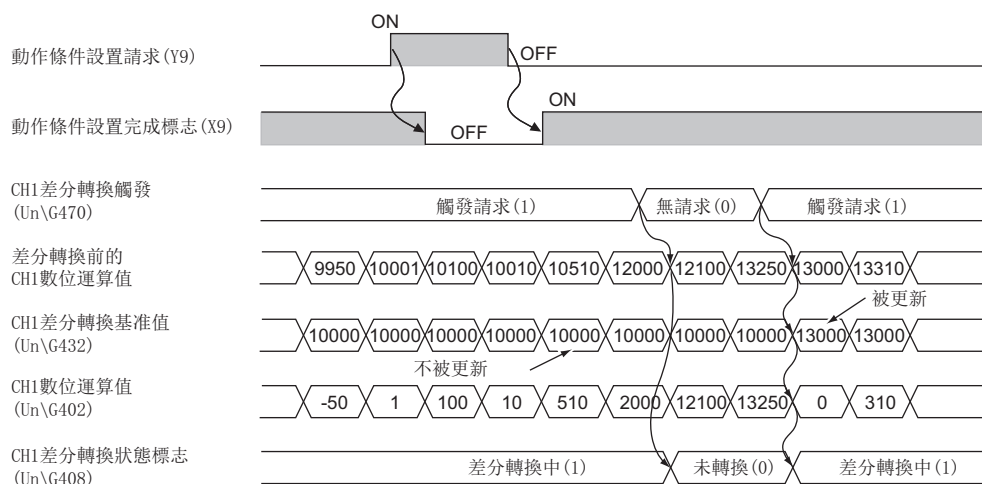 ON
動作條件設置請求(Y9)
OFF
ON
動作條件設置完成標志(X9)
OFF
CH1差分轉換觸發
(Un\G470)
觸發請求(1) 無請求(0) 觸發請求(1)
差分轉換前的
CH1數位運算值
9950 10001 10100 10010 10510 12000 12100 13250 13000 13310
被更新
CH1差分轉換基准值
(Un\G432)
10000 10000 10000 10000 10000 10000 10000 10000 13000 13000
不被更新
CH1數位運算值
(Un\G402)
-50 1 100 10 510 2000 12100 13250 0 310
CH1差分轉換狀態標志
(Un\G408)
差分轉換中(1) 未轉換(0) 差分轉換中(1)